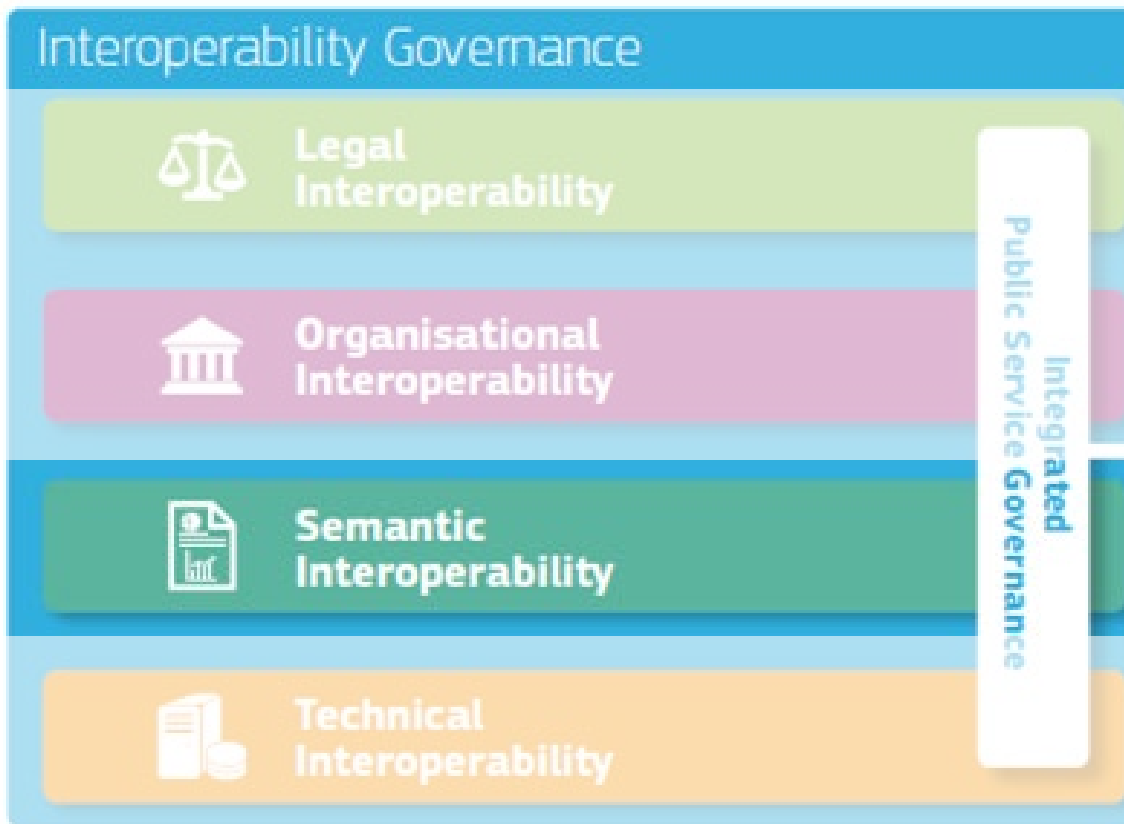 Interoperability Governance
Legal
Interoperability
Organisational
Interoperability
Semantic
Interoperability
Technical
Interoperability
Integrated
Public Service Governance